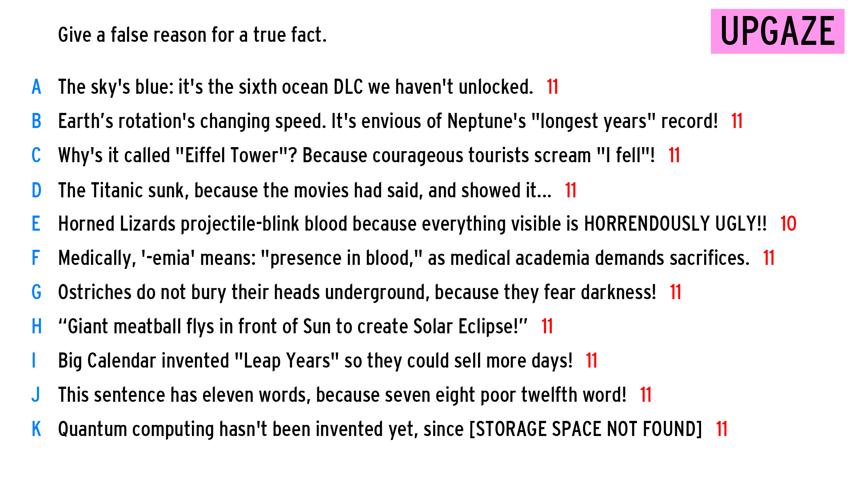 Give a false reason for a true fact.
UPGAZE
A The sky's blue: it's the sixth ocean DLC we haven't unlocked. 11
B Earth’s rotation's changing speed. It's envious of Neptune's "longest years" record! 11
C Why's it called "Eiffel Tower"? Because courageous tourists scream "I fell"! 11
D The Titanic sunk, because the movies had said, and showed it... 11
E Horned Lizards projectile-blink blood because everything visible is HORRENDOUSLY UGLY!! 10
F Medically, '-emia' means: "presence in blood," as medical academia demands sacrifices. 11
G Ostriches do not bury their heads underground, because they fear darkness! 11
H “Giant meatball flys in front of Sun to create Solar Eclipse!” 11
I Big Calendar invented "Leap Years" so they could sell more days! 11
J This sentence has eleven words, because seven eight poor twelfth word! 11
K Quantum computing hasn't been invented yet, since [STORAGE SPACE NOT FOUND] 11